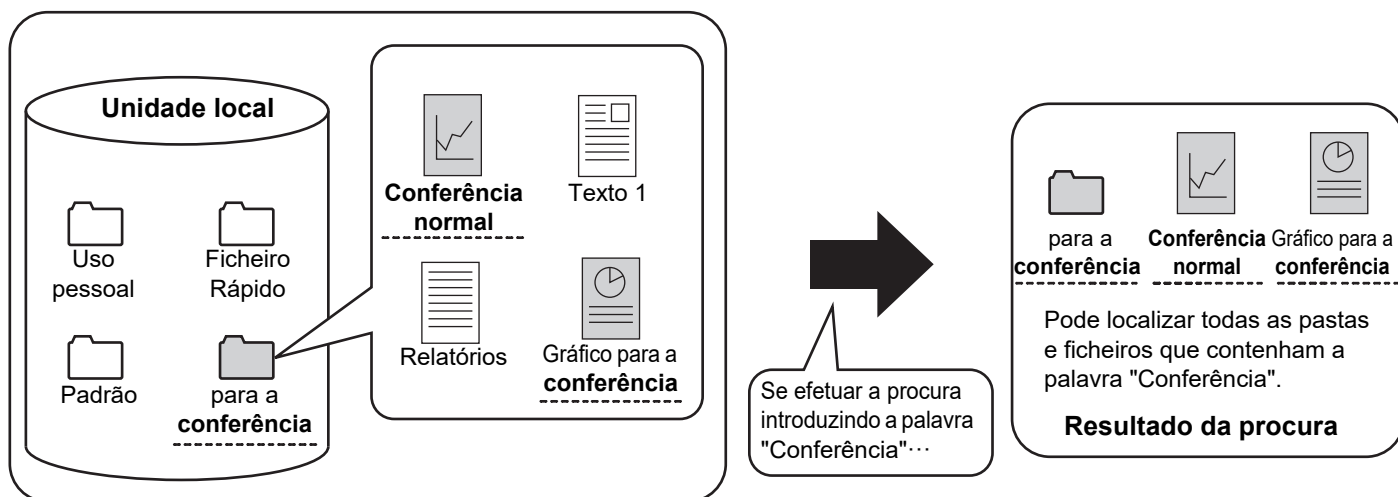 Unidade local
Uso
pessoal
Ficheiro
Rápido
Padrão
para a
conferência
Conferência
normal
Texto 1
Relatórios
Gráfico para a
conferência
Se efetuar a procura
introduzindo a palavra
"Conferência"···
para a
conferência
Conferência
normal
Gráfico para a
conferência
Pode localizar todas as pastas
e ficheiros que contenham a
palavra "Conferência".
Resultado da procura